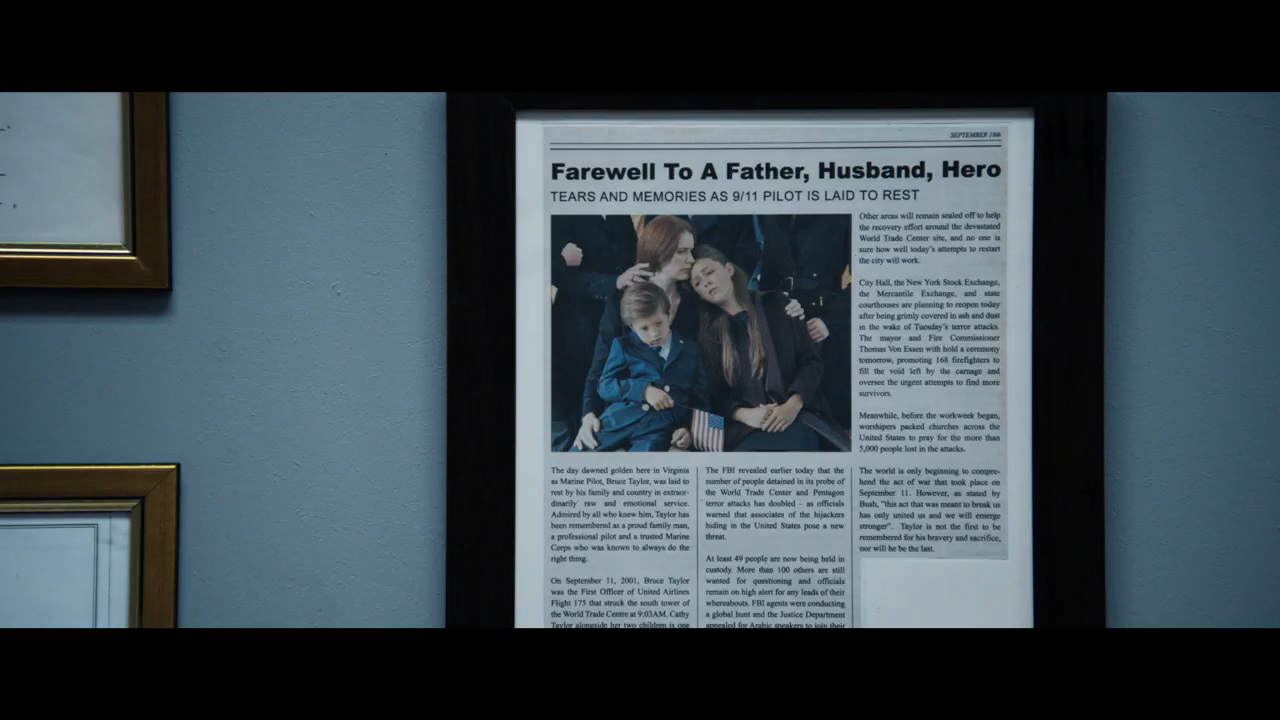 SEPTEMBER 18th
Farewell To A Father, Husband, Hero
TEARS AND MEMORIES AS 9/11 PILOT IS LAID TO REST
The day dawned golden here in Virginia
as Marine Pilot, Bruce Taylor, was laid to
rest by his family and country in extraor-
dinarily raw and emotional service.
Admired by all who knew him, Taylor has
been remembered as a proud family man,
a professional pilot and a trusted Marine
Corps who was known to always do the
right thing.
On September 11, 2001, Bruce Taylor
was the First Officer of United Airlines
Flight 175 that struck the south tower of
the World Trade Centre at 9:03AM. Cathy
Taylor alongside her two children is one
The FBI revealed earlier today that the
number of people detained in its probe of
the World Trade Center and Pentagon
terror attacks has doubled – as officials
warned that associates of the hijackers
hiding in the United States pose a new
threat.
At least 49 people are now being held in
custody. More than 100 others are still
wanted for questioning and officials
remain on high alert for any leads of their
whereabouts. FBI agents were conducting
a global hunt and the Justice Department
appealed for Arabic speakers to join their
Other areas will remain sealed off to help
the recovery effort around the devastated
World Trade Center site, and no one is
sure how well today's attempts to restart
the city will work.
City Hall, the New York Stock Exchange,
the Mercantile Exchange, and state
courthouses are planning to reopen today
after being grimly covered in ash and dust
in the wake of Tuesday's terror attacks.
The mayor and Fire Commissioner
Thomas Von Essen with hold a ceremony
tomorrow, promoting 168 firefighters to
fill the void left by the carnage and
oversee the urgent attempts to find more
survivors.
Meanwhile, before the workweek began,
worshipers packed churches across the
United States to pray for the more than
5,000 people lost in the attacks.
The world is only beginning to compre-
hend the act of war that took place on
September 11. However, as stated by
Bush, "this act that was meant to break us
has only united us and we will emerge
stronger". Taylor is not the first to be
remembered for his bravery and sacrifice,
nor will he be the last.